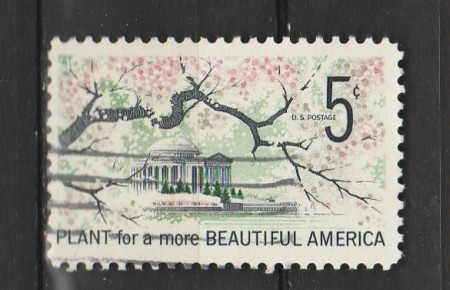 5¢
U.S. POSTAGE
PLANT for a more BEAUTIFUL AMERICA